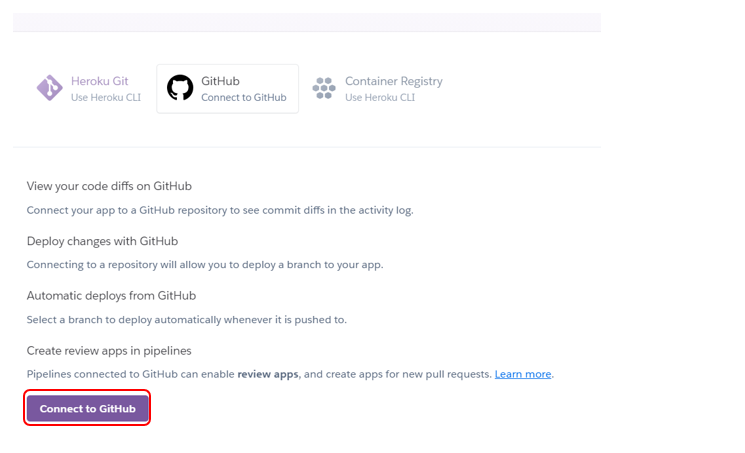 Heroku Git
Use Heroku CLI
GitHub
Connect to GitHub
Container Registry
Use Heroku CLI
View your code diffs on GitHub
Connect your app to a GitHub repository to see commit diffs in the activity log.
Deploy changes with GitHub
Connecting to a repository will allow you to deploy a branch to your app.
Automatic deploys from GitHub
Select a branch to deploy automatically whenever it is pushed to.
Create review apps in pipelines
Pipelines connected to GitHub can enable review apps, and create apps for new pull requests. Learn more.
Connect to GitHub